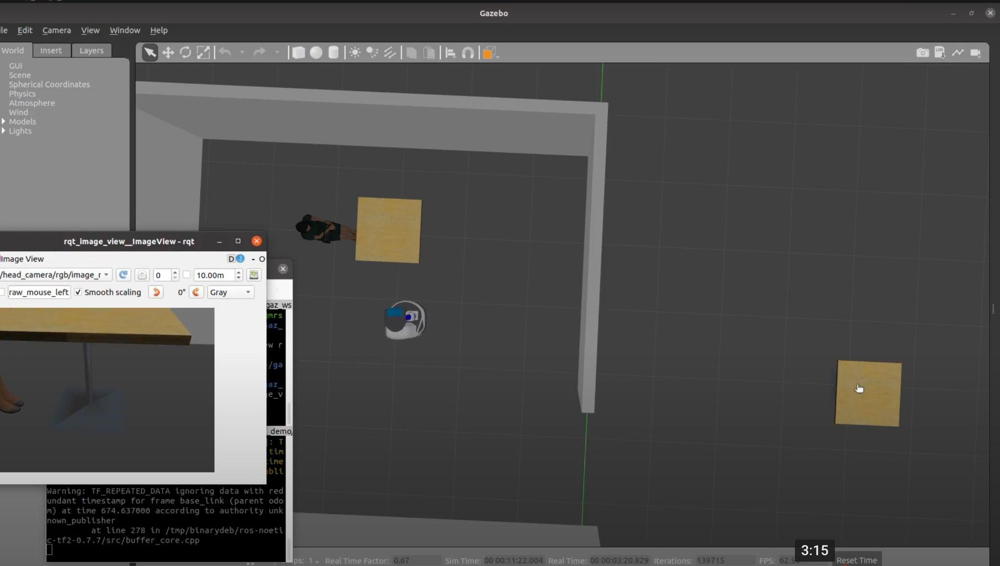 Gazebo
ile Edit Camera View Window Help
World Insert Layers
GUI
Scene
Spherical Coordinates
Physics
Atmosphere
Wind
Models
Lights
LOG
rqt_image_view__ImageView - rqt
Image View
D ? - O
/head_camera/rgb/image_r 0 10.00m
raw_mouse_left Smooth scaling 0° Gray
gaz_ws
mrs
az_
ew r
~/ga
az_
ge_v
demo/
]: T
tim
time
ubli
Warning: TF_REPEATED_DATA ignoring data with red
undant timestamp for frame base_link (parent odo
m) at time 674.637000 according to authority unk
nown_publisher
at line 278 in /tmp/binarydeb/ros-noeti
c-tf2-0.7.7/src/buffer_core.cpp
3:15
ps: 1 Real Time Factor: 0.67 Sim Time: 00 00:11:22.004 Real Time: 00 00:03:20.829 Iterations: 139715 FPS: 62.5 Reset Time